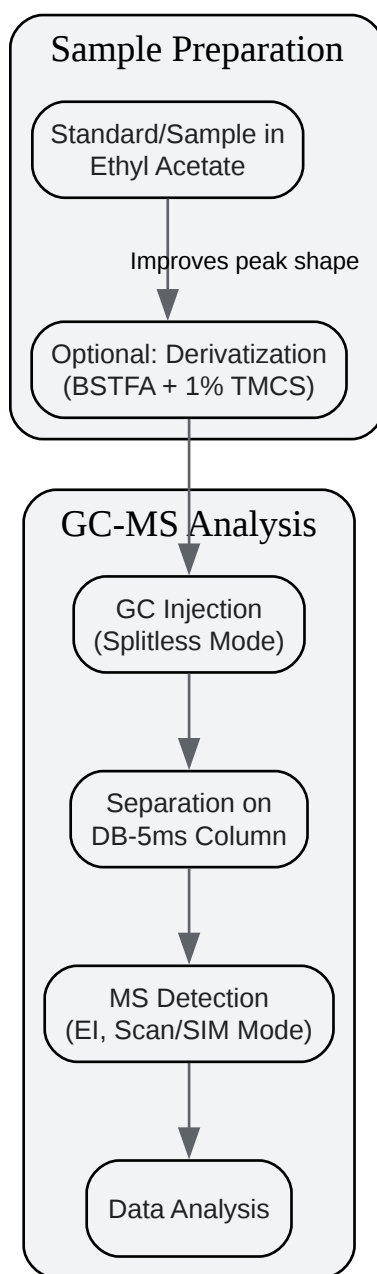 Sample Preparation
Standard/Sample in
Ethyl Acetate
Improves peak shape
Optional: Derivatization
(BSTFA + 1% TMCS)
GC-MS Analysis
GC Injection
(Splitless Mode)
Separation on
DB-5ms Column
MS Detection
(EI, Scan/SIM Mode)
Data Analysis